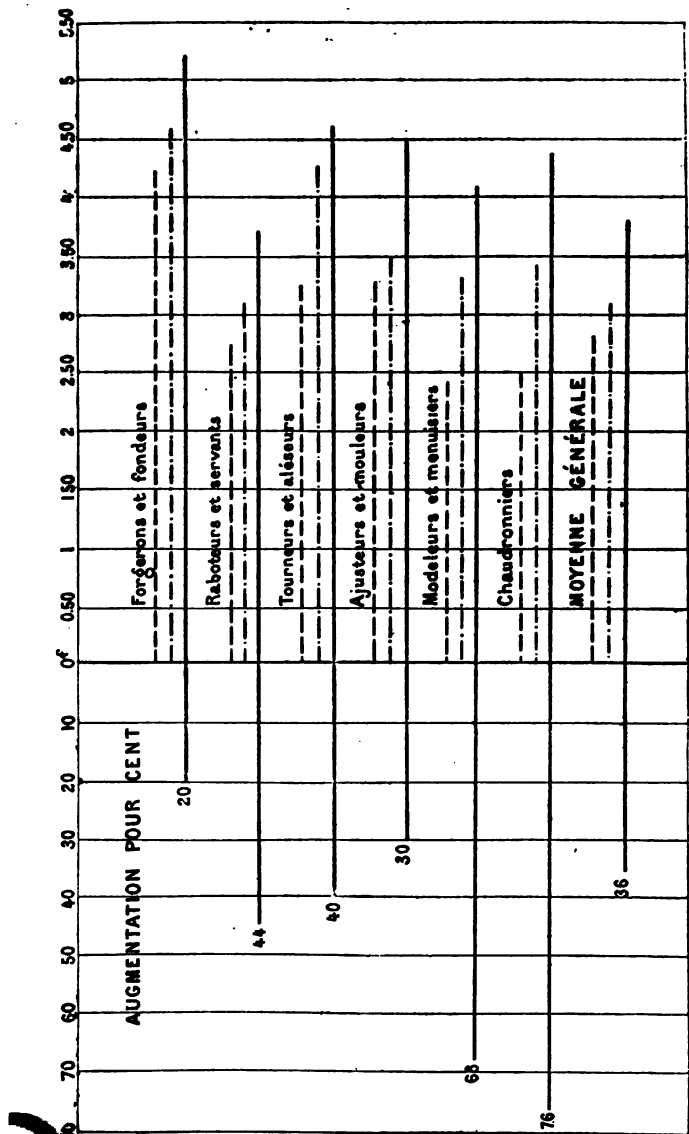 70 60 50 40 30 20 10 0f 0.50 1 1.50 2 2.50 3 3.50 4 4.50 5 5.50
AUGMENTATION POUR CENT
Forgerons et fondeurs
20
Raboteurs et servants
44
Tourneurs et aléseurs
40
Ajusteurs et mouleurs
30
Modeleurs et menuisiers
68
Chaudronniers
76
MOYENNE GÉNÉRALE
36